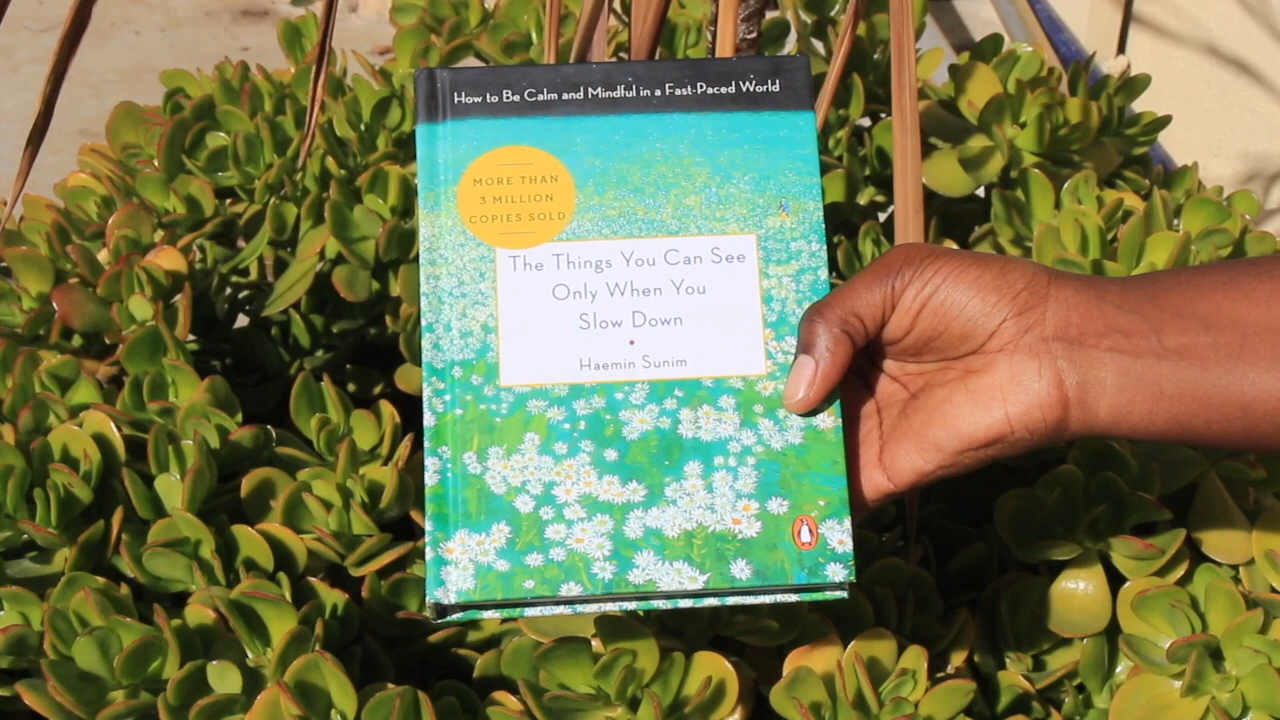 How to Be Calm and Mindful in a Fast-Paced World
MORE THAN
3 MILLION
COPIES SOLD
The Things You Can See
Only When You
Slow Down
Haemin Sunim